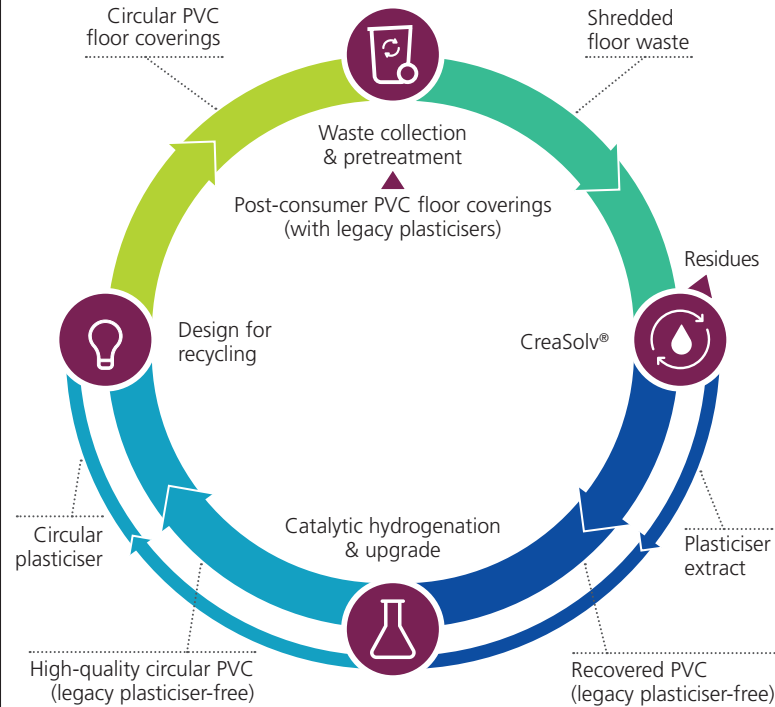 Circular PVC
floor coverings
Shredded
floor waste
Waste collection
& pretreatment
Post-consumer PVC floor coverings
(with legacy plasticisers)
Residues
Design for
recycling
CreaSolv®
Catalytic hydrogenation
& upgrade
Circular
plasticiser
Plasticiser
extract
High-quality circular PVC
(legacy plasticiser-free)
Recovered PVC
(legacy plasticiser-free)